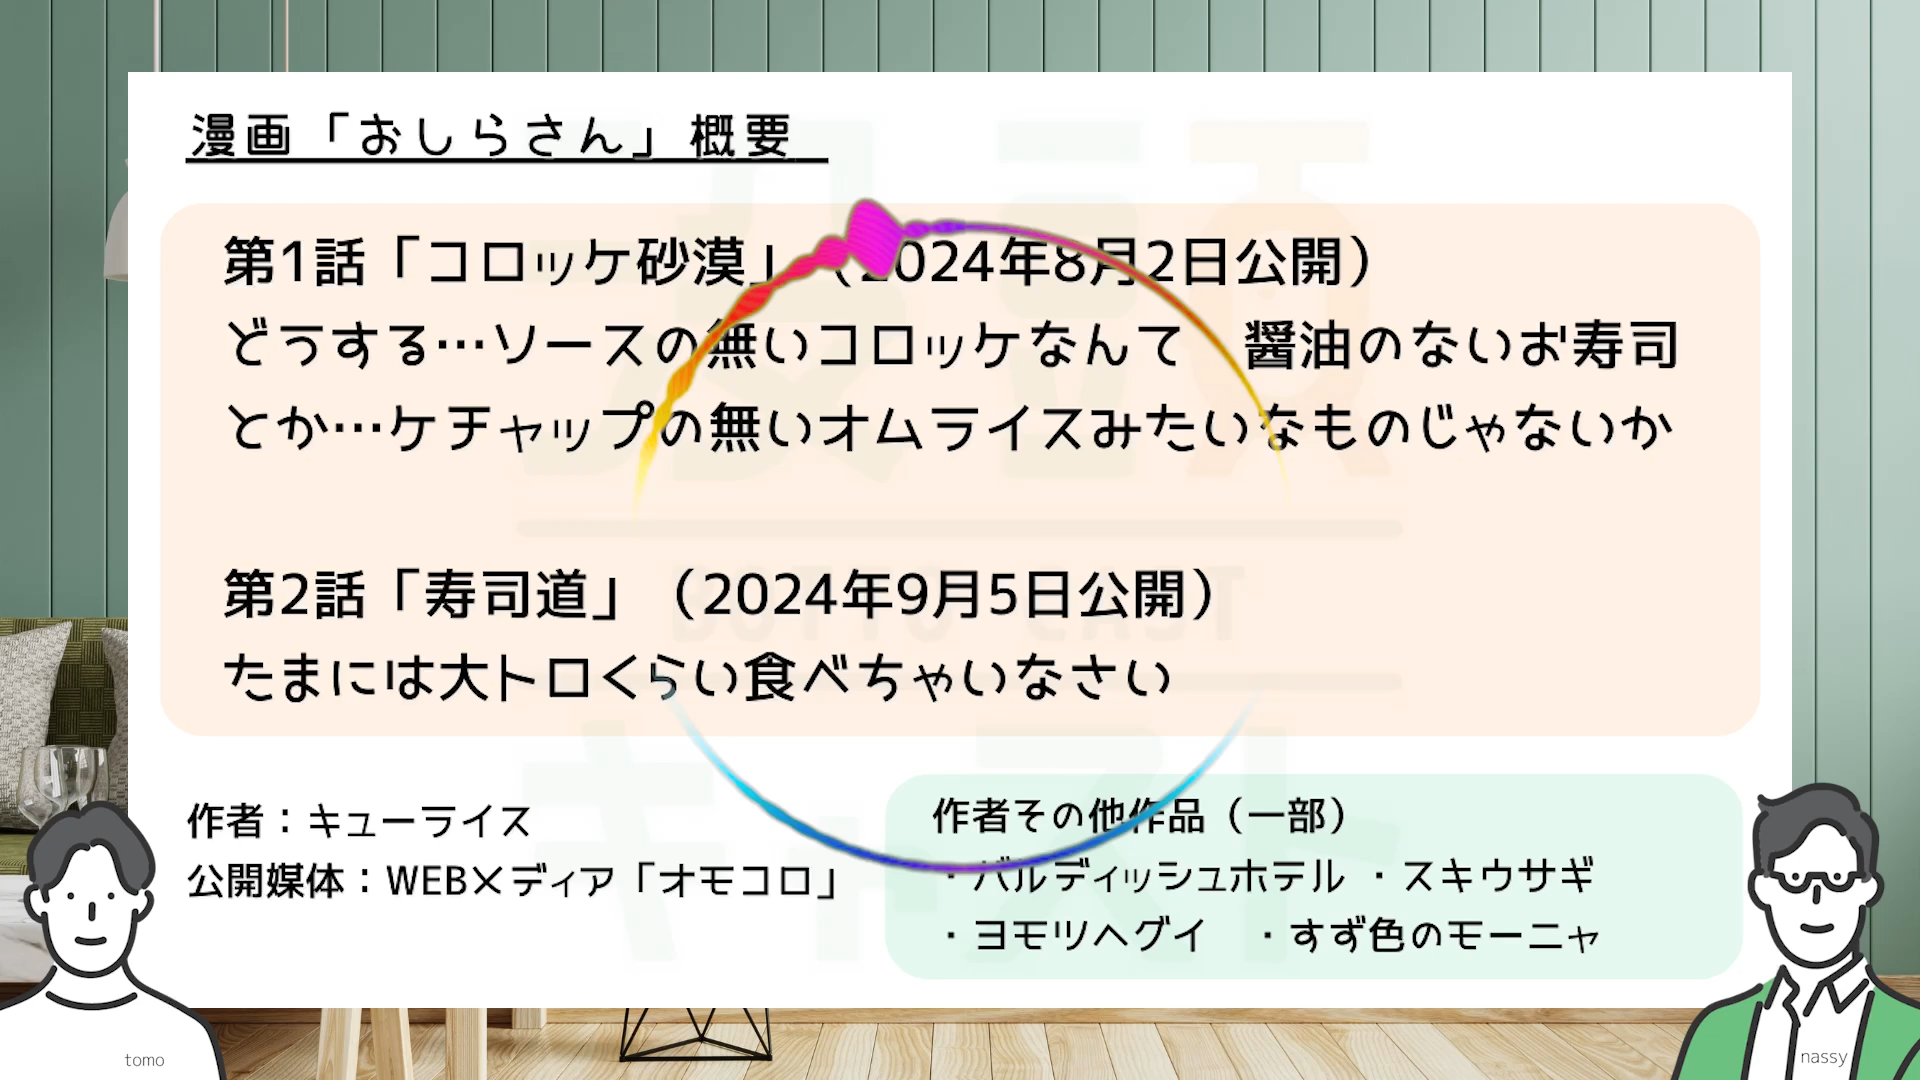 漫画「おしらさん」概要
第1話「コロッケ砂漠」（2024年8月2日公開）
どうする…ソースの無いコロッケなんて　醤油のないお寿司
とか…ケチャップの無いオムライスみたいなものじゃないか
第2話「寿司道」（2024年9月5日公開）
たまには大トロくらい食べちゃいなさい
作者：キューライス
公開媒体：WEBメディア「オモコロ」
作者その他作品（一部）
・バルディッシュホテル ・スキウサギ
・ヨモツヘグイ　・すず色のモーニャ
tomo
nassy